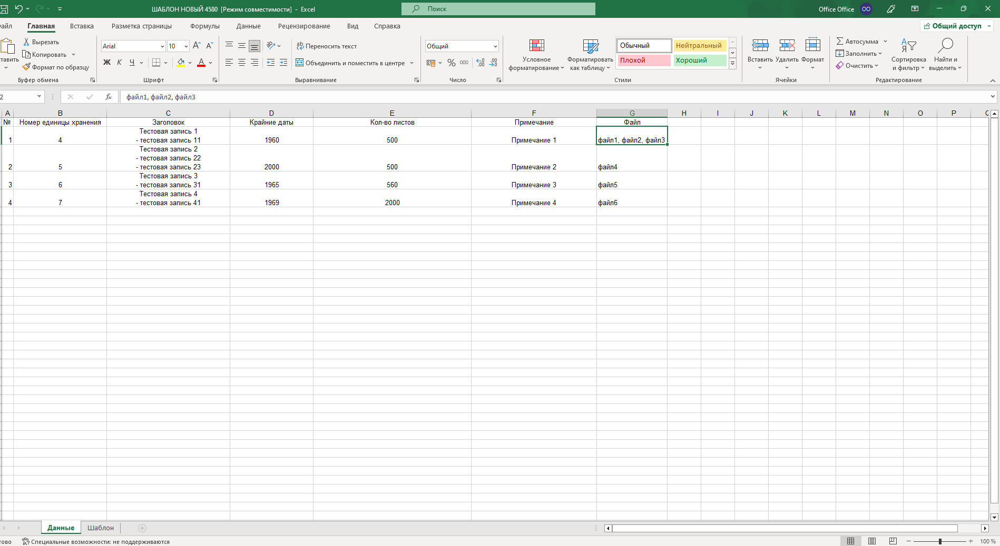 ШАБЛОН НОВЫЙ 4580 [Режим совместимости] - Excel
Поиск
Office Office
OO
айл
Главная
Вставка
Разметка страницы
Формулы
Данные
Рецензирование
Вид
Справка
Общий доступ
тавить
Вырезать
Копировать
Формат по образцу
Буфер обмена
Arial
10
Ж К Ч
Шрифт
Переносить текст
Объединить и поместить в центре
Выравнивание
Общий
% 000
Число
Условное форматирование
Форматировать как таблицу
Обычный
Нейтральный
Плохой
Хороший
Стили
Вставить
Удалить
Формат
Ячейки
Автосумма
Заполнить
Очистить
Сортировка и фильтр
Найти и выделить
Редактирование
2
fx
файл1, файл2, файл3
A B C D E F G H I J K L M N O P
№ Номер единицы хранения Заголовок Крайние даты Кол-во листов Примечание Файл
Тестовая запись 1
1 4 - тестовая запись 11 1960 500 Примечание 1 файл1, файл2, файл3
Тестовая запись 2
- тестовая запись 22
2 5 - тестовая запись 23 2000 500 Примечание 2 файл4
Тестовая запись 3
3 6 - тестовая запись 31 1965 560 Примечание 3 файл5
Тестовая запись 4
4 7 - тестовая запись 41 1969 2000 Примечание 4 файл6
Данные
Шаблон
тово
Специальные возможности: не поддерживаются
100 %